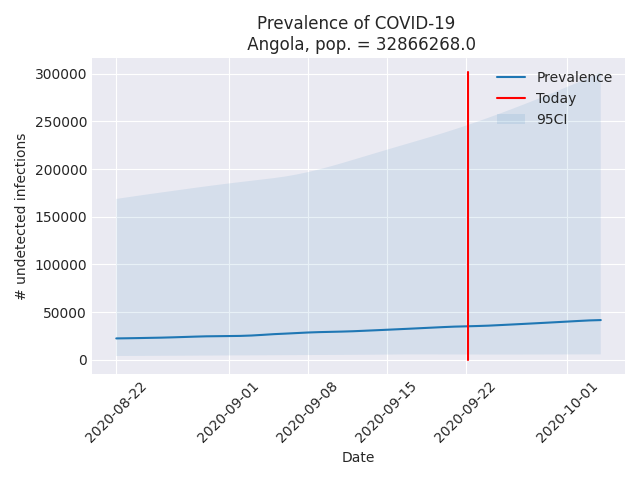 Prevalence of COVID-19
Angola, pop. = 32866268.0
300000
250000
200000
150000
100000
50000
0
# undetected infections
Prevalence
Today
95CI
2020-08-22
2020-09-01
2020-09-08
2020-09-15
2020-09-22
2020-10-01
Date